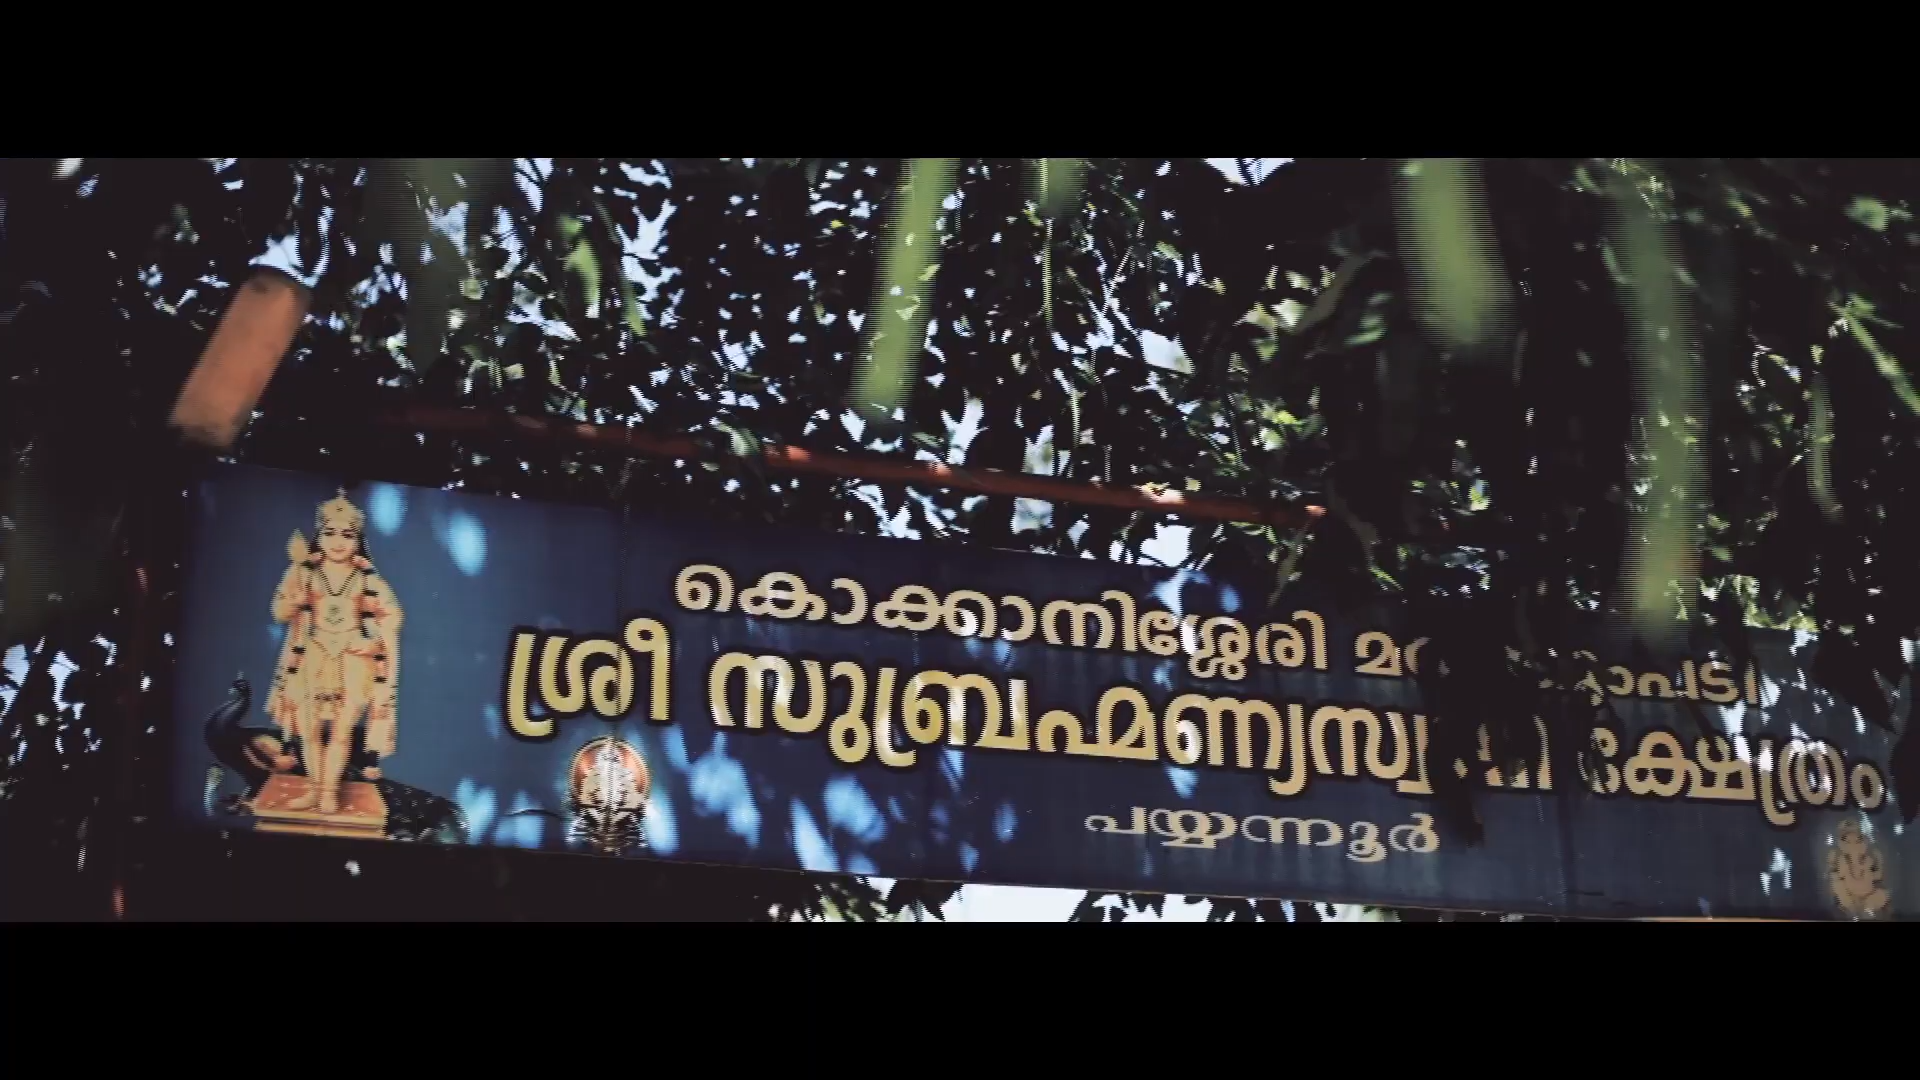 കൊക്കാനിശ്ശേരി
ശ്രീ സുബ്രഹ്മണ്യസ്വാമി ക്ഷേത്രം
പയ്യന്നൂർ